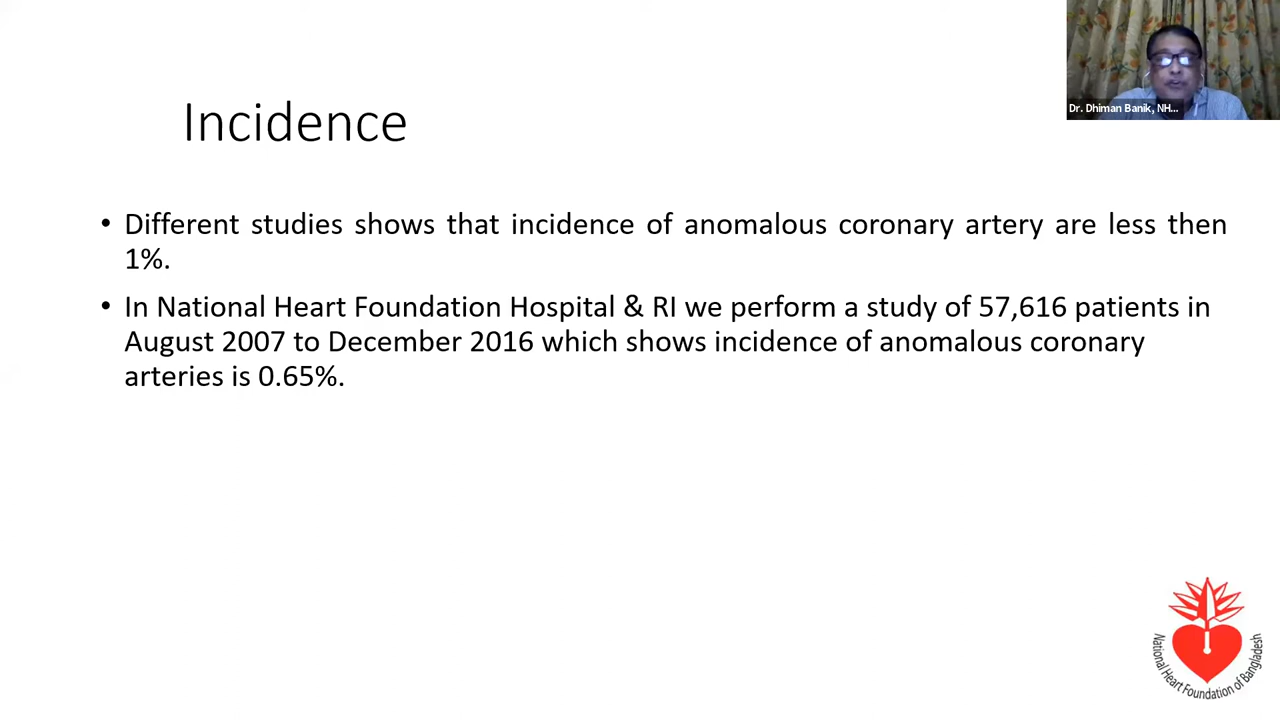 Dr. Dhiman Banik, NH...
Incidence
• Different studies shows that incidence of anomalous coronary artery are less then
1%.
• In National Heart Foundation Hospital & RI we perform a study of 57,616 patients in
August 2007 to December 2016 which shows incidence of anomalous coronary
arteries is 0.65%.
National Heart Foundation of Bangladesh